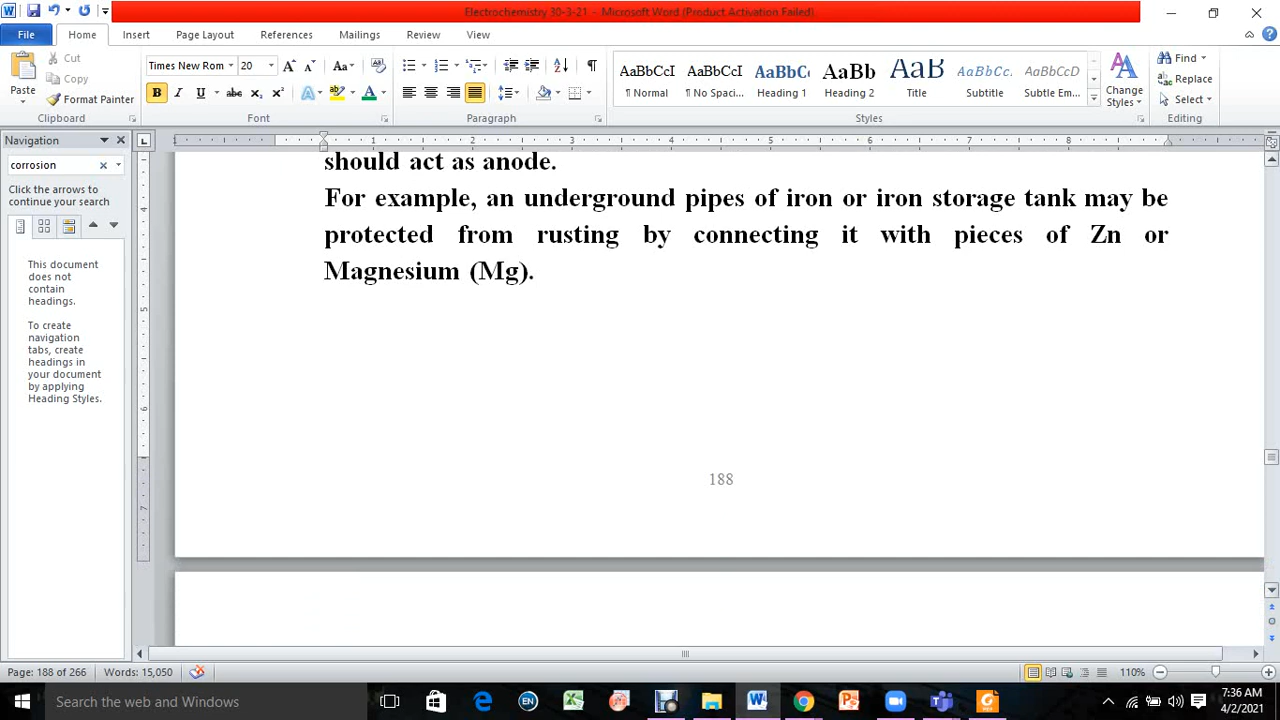 Electrochemistry 30-3-21 - Microsoft Word (Product Activation Failed)
File Home Insert Page Layout References Mailings Review View
Paste
Cut
Copy
Format Painter
Clipboard
Times New Rom 20
Font
Paragraph
AaBbCcI AaBbCcI AaBbCc AaBb AaB AaBbCc. AaBbCcD
¶ Normal ¶ No Spaci... Heading 1 Heading 2 Title Subtitle Subtle Em...
Styles
Change
Styles
Find
Replace
Select
Editing
Navigation
corrosion
Click the arrows to
continue your search
This document
does not
contain
headings.
To create
navigation
tabs, create
headings in
your document
by applying
Heading Styles.
should act as anode.
For example, an underground pipes of iron or iron storage tank may be
protected from rusting by connecting it with pieces of Zn or
Magnesium (Mg).
188
Page: 188 of 266 Words: 15,050 110%
Search the web and Windows
7:36 AM
4/2/2021